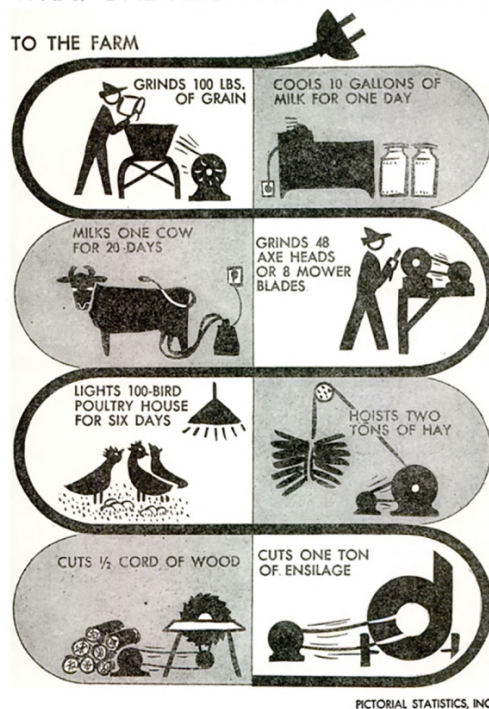 TO THE FARM
GRINDS 100 LBS.
OF GRAIN
COOLS 10 GALLONS OF
MILK FOR ONE DAY
MILKS ONE COW
FOR 20 DAYS
GRINDS 48
AXE HEADS
OR 8 MOWER
BLADES
LIGHTS 100-BIRD
POULTRY HOUSE
FOR SIX DAYS
HOISTS TWO
TONS OF HAY
CUTS ½ CORD OF WOOD
CUTS ONE TON
OF ENSILAGE
PICTORIAL STATISTICS, INC